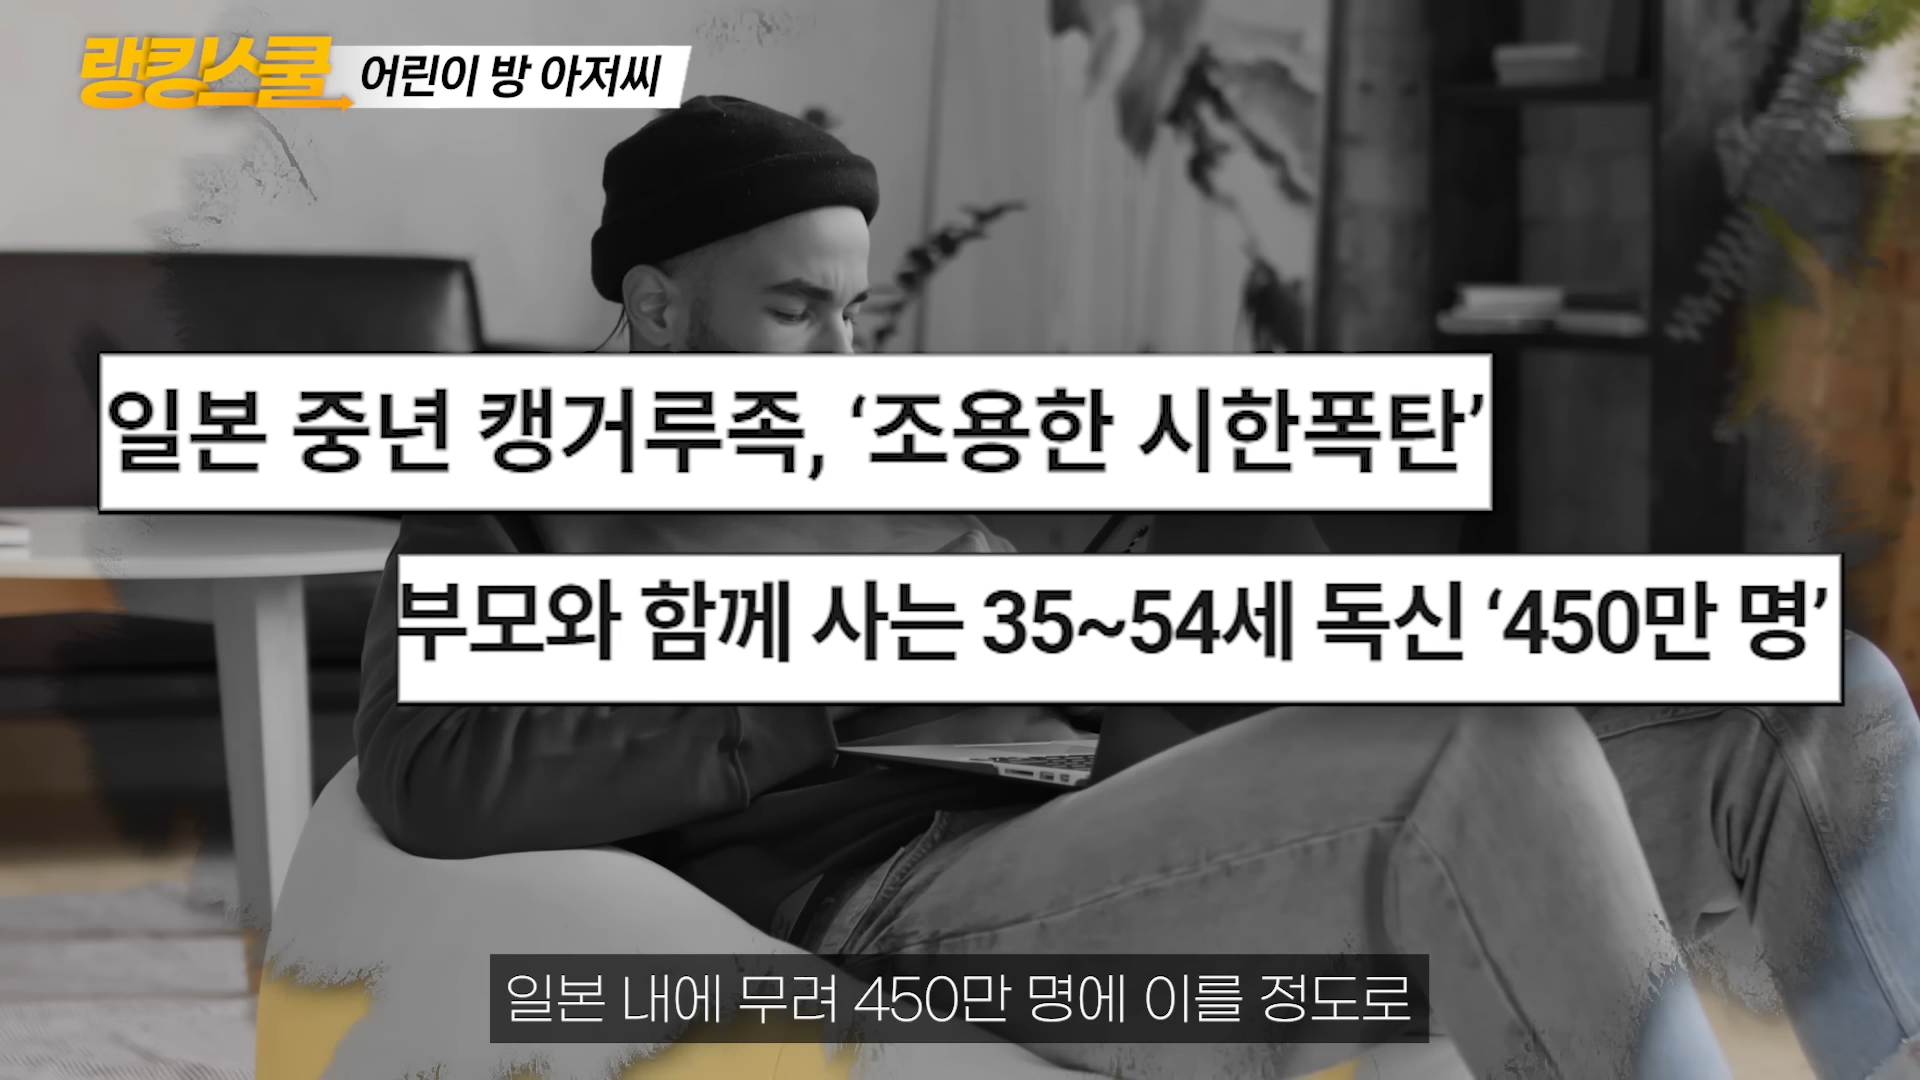 랭킹스쿨
어린이 방 아저씨
일본 중년 캥거루족, ‘조용한 시한폭탄’
부모와 함께 사는 35~54세 독신 ‘450만 명’
일본 내에 무려 450만 명에 이를 정도로